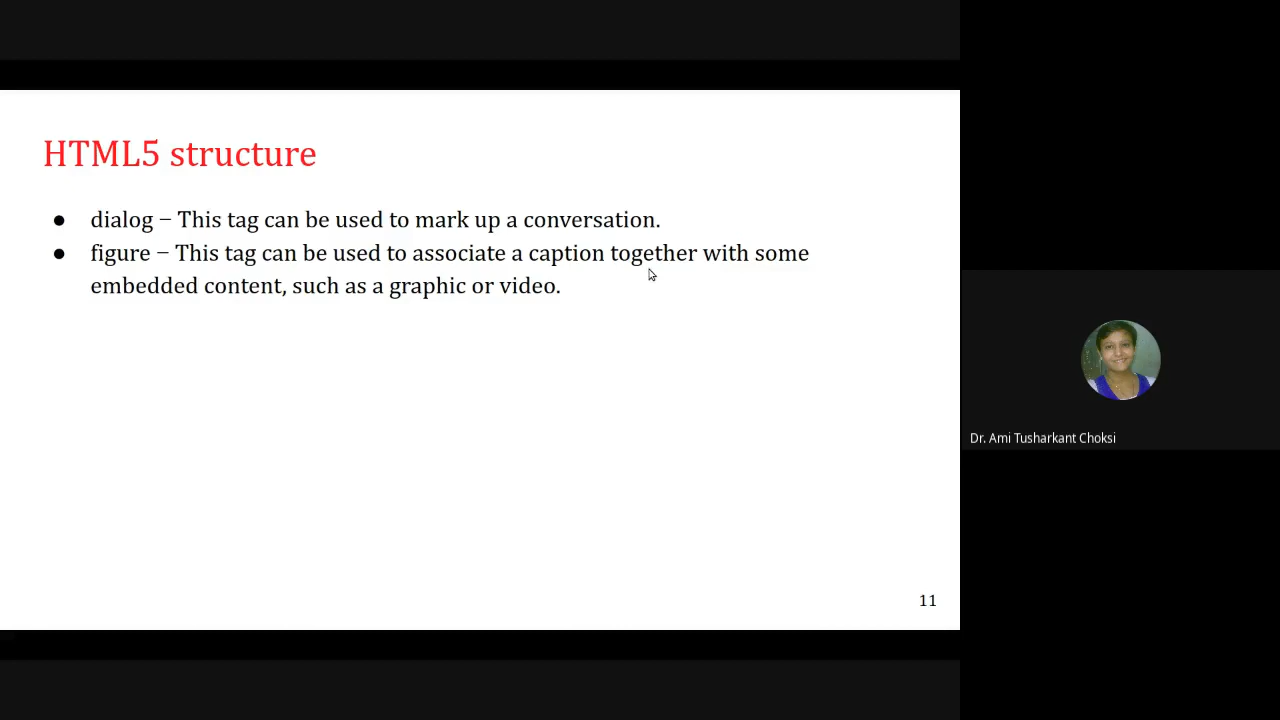 HTML5 structure
● dialog − This tag can be used to mark up a conversation.
● figure − This tag can be used to associate a caption together with some
embedded content, such as a graphic or video.
Dr. Ami Tusharkant Choksi
11